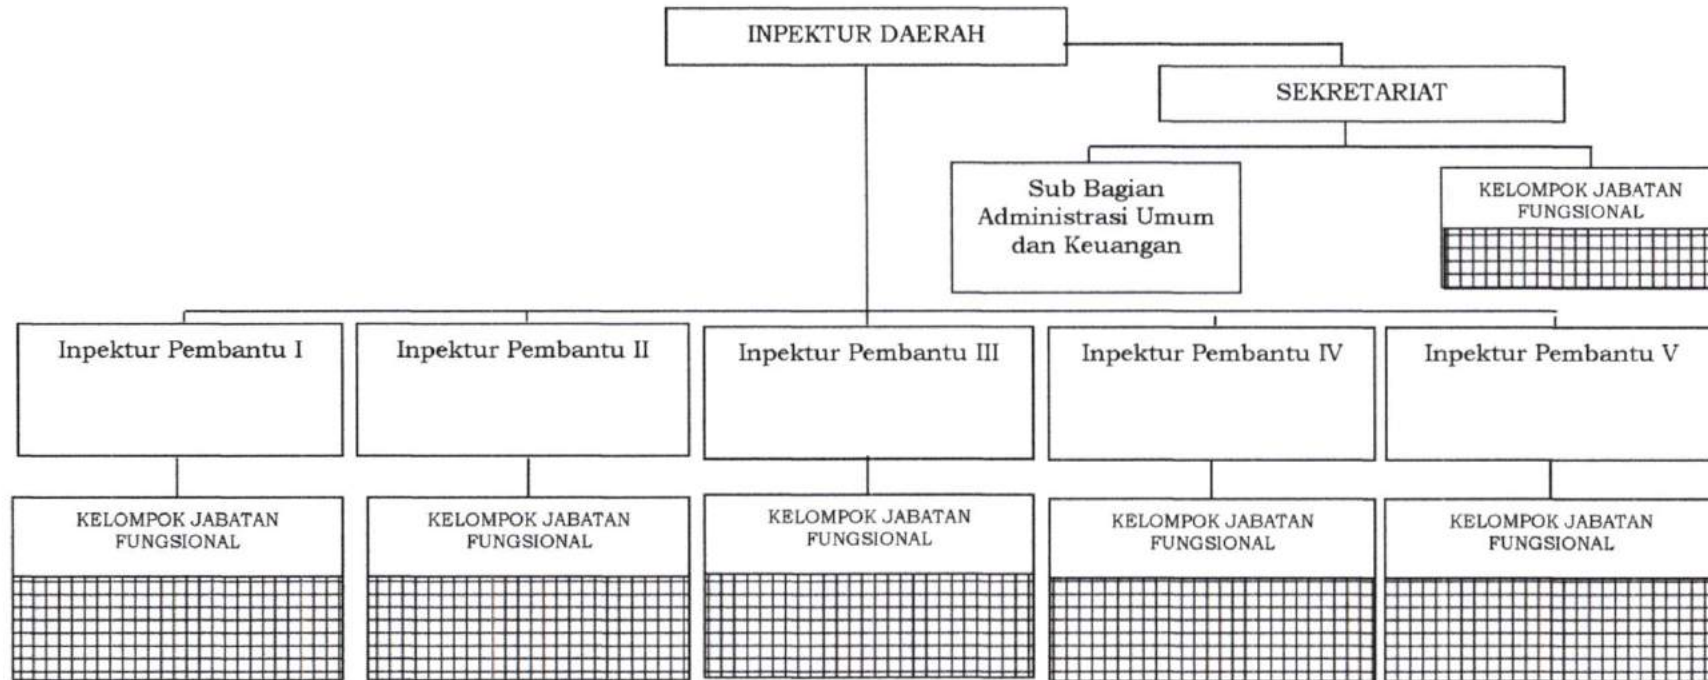 INPEKTUR DAERAH
SEKRETARIAT
Sub Bagian
Administrasi Umum
dan Keuangan
KELOMPOK JABATAN
FUNGSIONAL
Inpektur Pembantu I
Inpektur Pembantu II
Inpektur Pembantu III
Inpektur Pembantu IV
Inpektur Pembantu V
KELOMPOK JABATAN
FUNGSIONAL
KELOMPOK JABATAN
FUNGSIONAL
KELOMPOK JABATAN
FUNGSIONAL
KELOMPOK JABATAN
FUNGSIONAL
KELOMPOK JABATAN
FUNGSIONAL